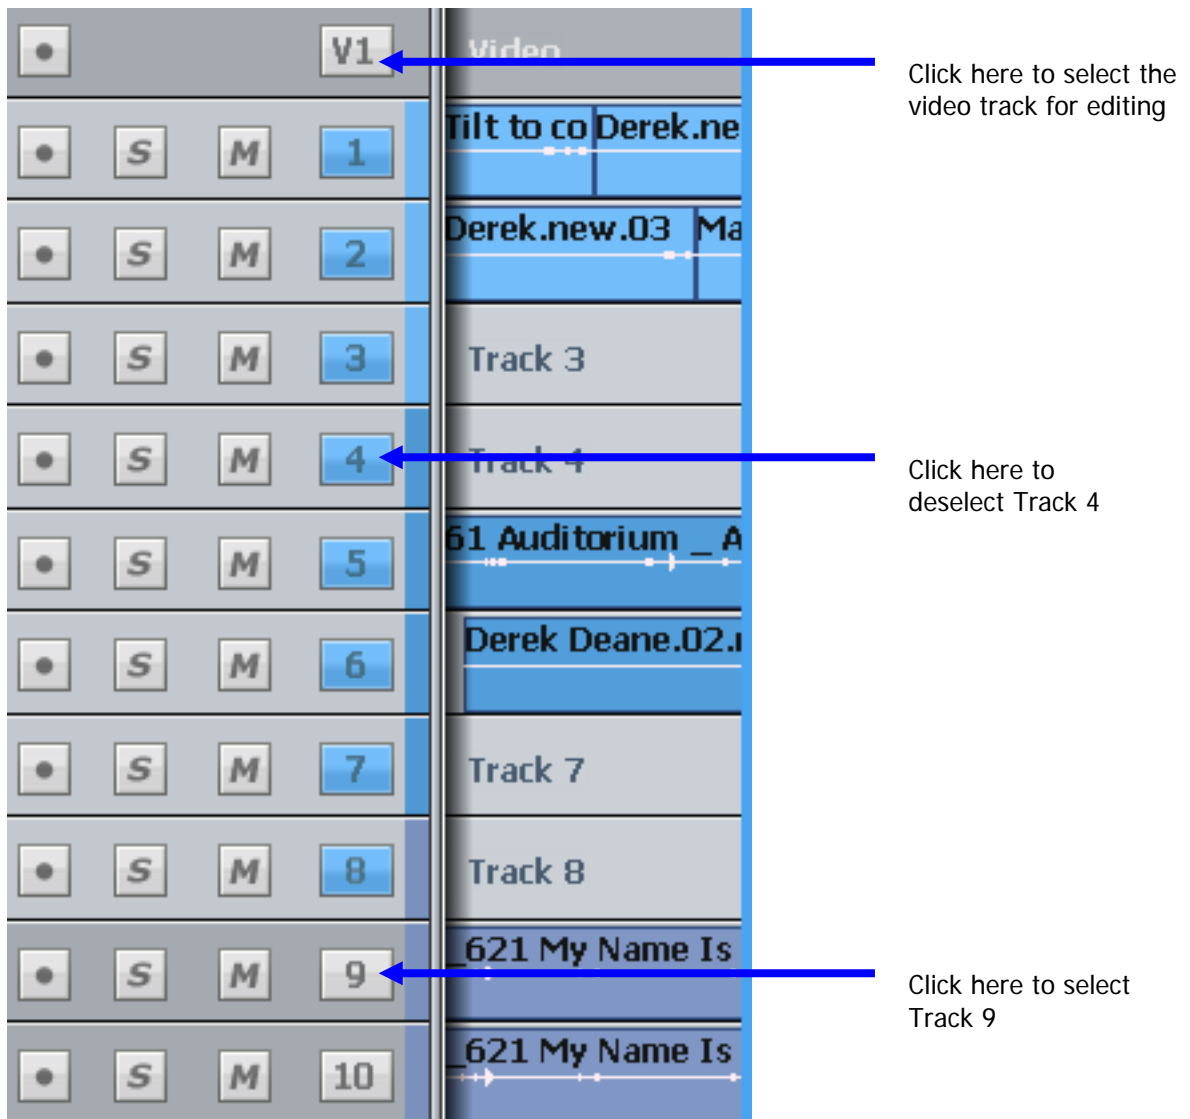 V1 Video
Click here to select the
video track for editing
S M 1 Tilt to co Derek.ne
S M 2 Derek.new.03 Ma
S M 3 Track 3
S M 4 Track 4
Click here to
deselect Track 4
S M 5 61 Auditorium _ A
S M 6 Derek Deane.02.
S M 7 Track 7
S M 8 Track 8
S M 9 _621 My Name Is
Click here to select
Track 9
S M 10 _621 My Name Is